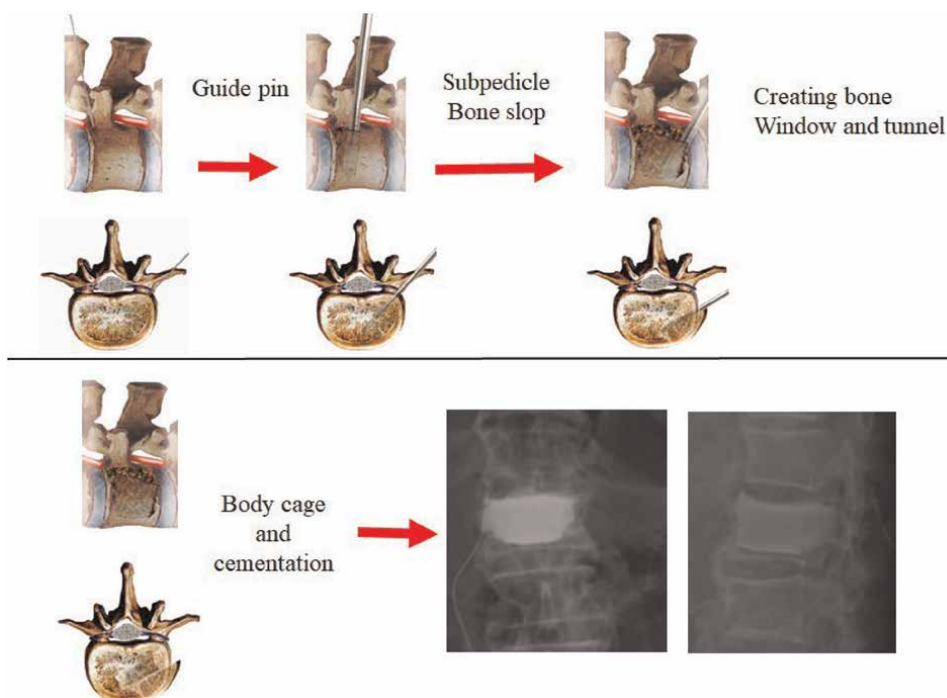 Guide pin
Subpedicle
Bone slop
Creating bone
Window and tunnel
Body cage
and
cementation